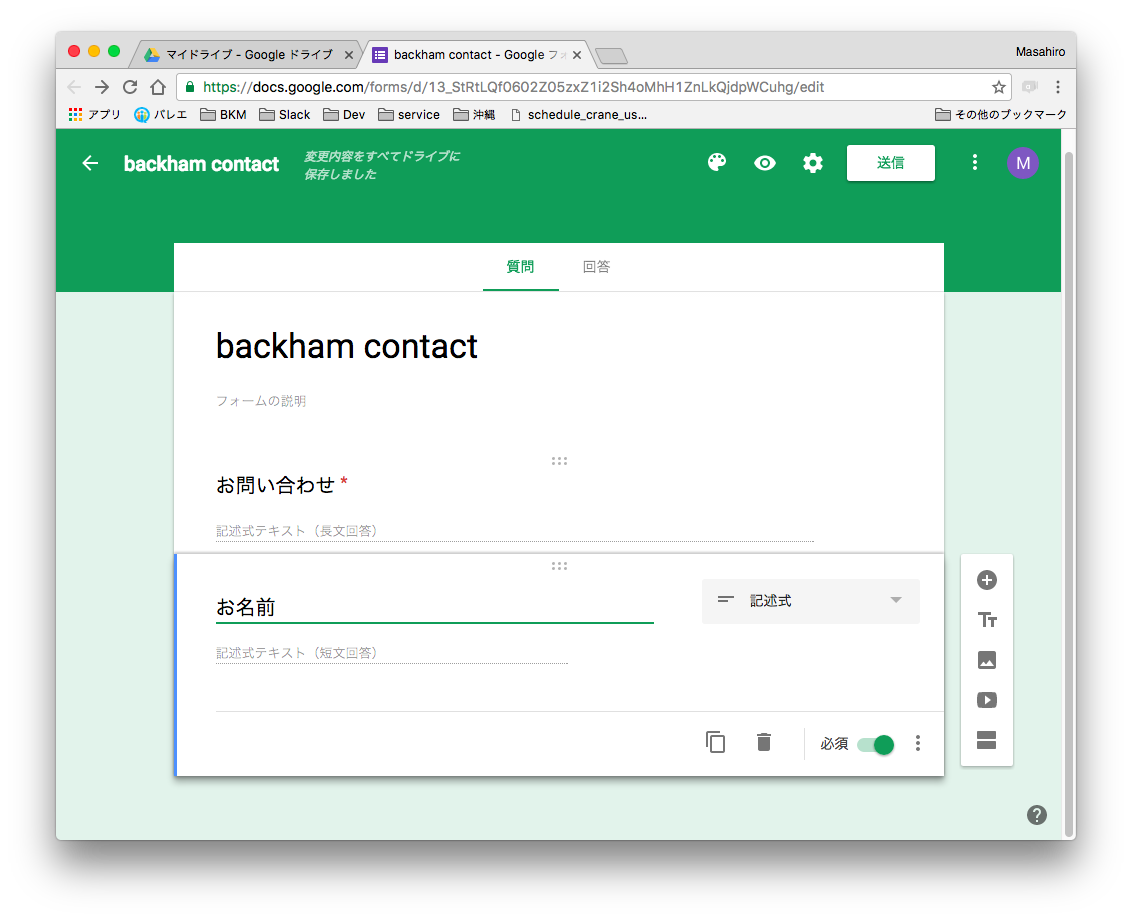 マイドライブ - Google ドライブ
backham contact - Google フォ
Masahiro
https://docs.google.com/forms/d/13_StRtLQf0602Z05zxZ1i2Sh4oMhH1ZnLkQjdpWCuhg/edit
アプリ
バレエ
BKM
Slack
Dev
service
沖縄
schedule_crane_us...
その他のブックマーク
backham contact
変更内容をすべてドライブに
保存しました
送信
M
質問
回答
backham contact
フォームの説明
お問い合わせ *
記述式テキスト（長文回答）
お名前
記述式
記述式テキスト（短文回答）
必須